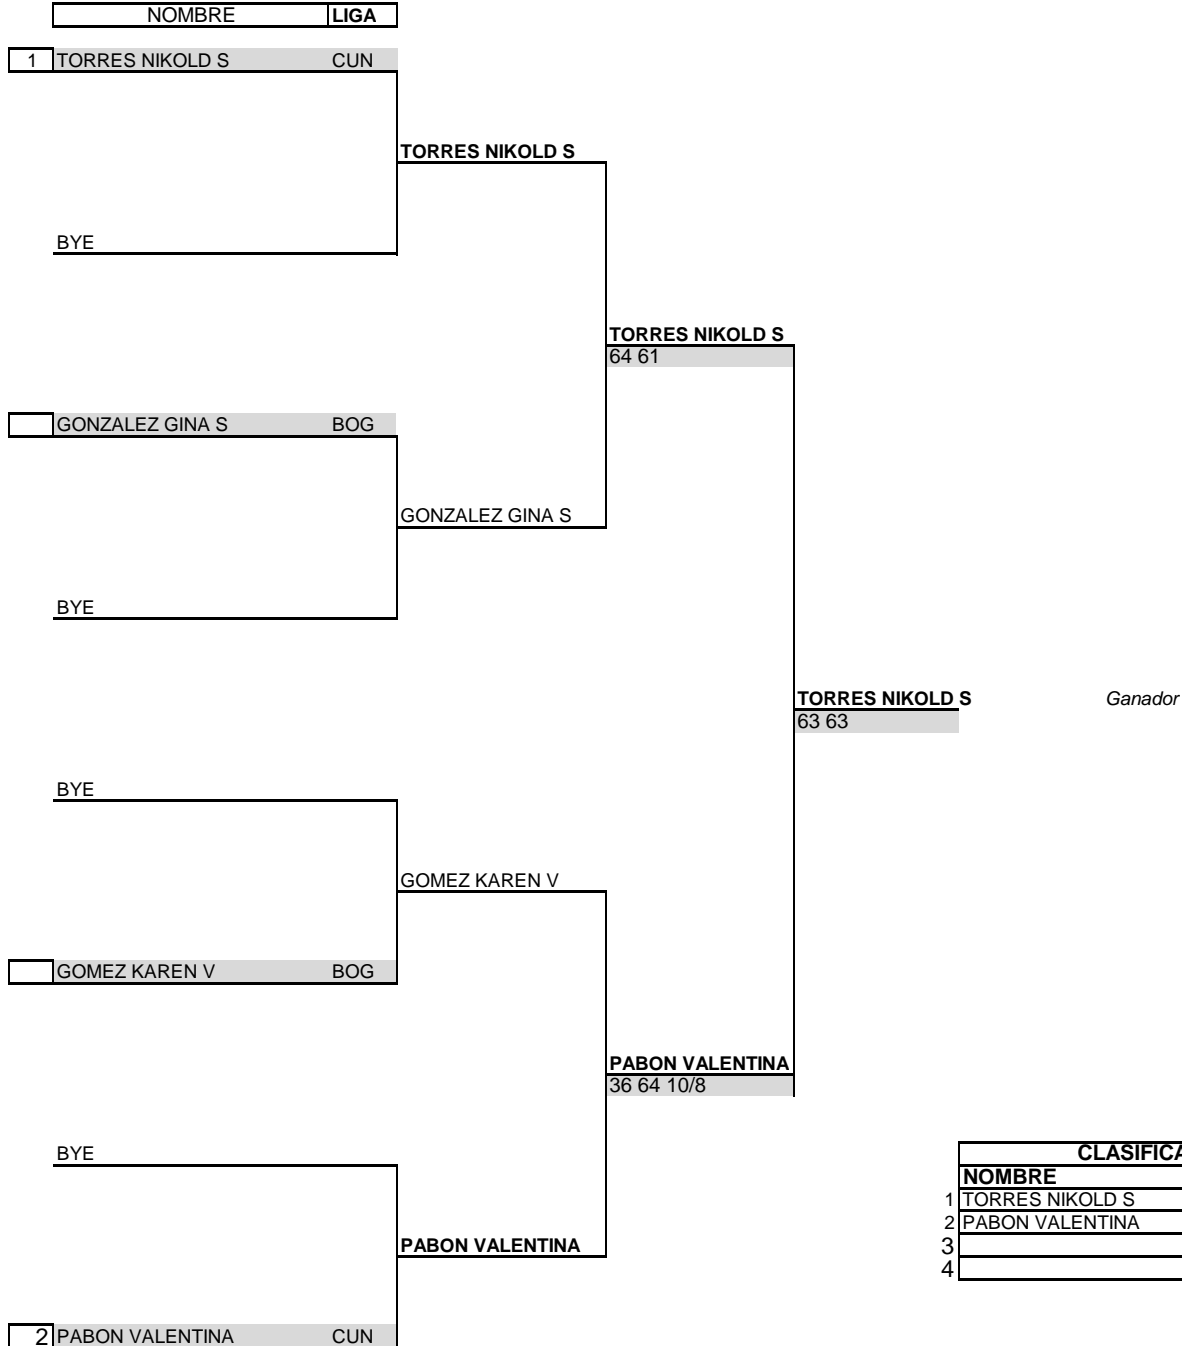 NOMBRE LIGA
1 TORRES NIKOLD S CUN
TORRES NIKOLD S
BYE
TORRES NIKOLD S
64 61
GONZALEZ GINA S BOG
GONZALEZ GINA S
BYE
TORRES NIKOLD S Ganador
63 63
BYE
GOMEZ KAREN V
GOMEZ KAREN V BOG
PABON VALENTINA
36 64 10/8
BYE
CLASIFICA
NOMBRE
1 TORRES NIKOLD S
2 PABON VALENTINA
PABON VALENTINA
3
4
2 PABON VALENTINA CUN